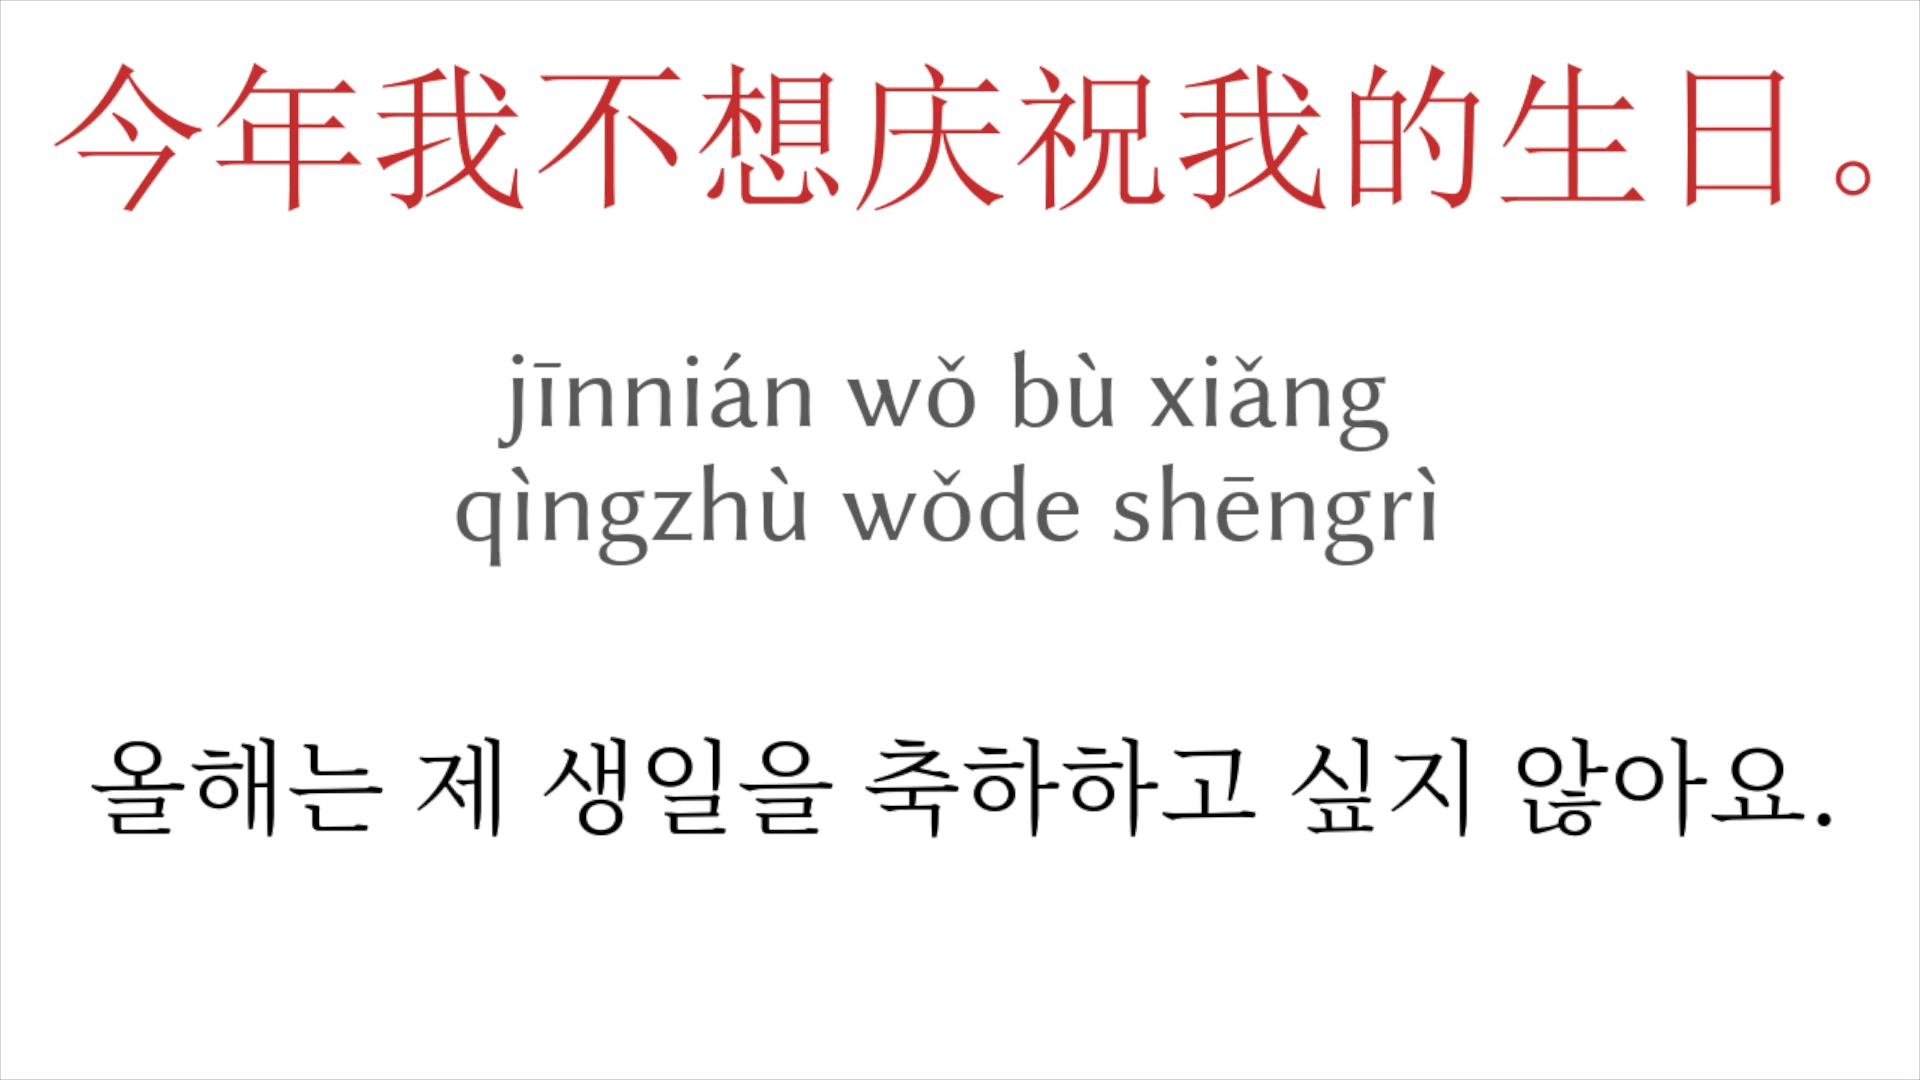 今年我不想庆祝我的生日。
jīnnián wǒ bù xiǎng
qìngzhù wǒde shēngrì
올해는 제 생일을 축하하고 싶지 않아요.